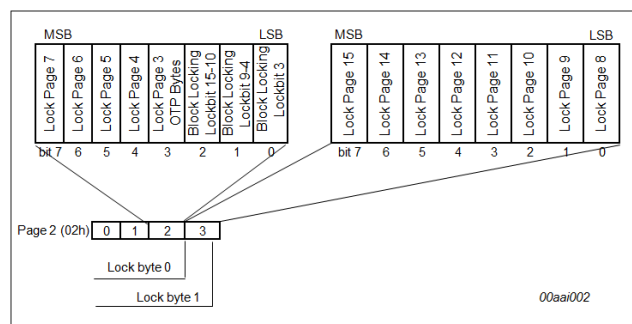 MSB LSB
Lock Page 7
Lock Page 6
Lock Page 5
Lock Page 4
Lock Page 3
OTP Bytes
Block Locking
Lockbit 15-10
Block Locking
Lockbit 9-4
Block Locking
Lockbit 3
bit 7 6 5 4 3 2 1 0
MSB LSB
Lock Page 15
Lock Page 14
Lock Page 13
Lock Page 12
Lock Page 11
Lock Page 10
Lock Page 9
Lock Page 8
bit 7 6 5 4 3 2 1 0
Page 2 (02h) 0 1 2 3
Lock byte 0
Lock byte 1
00aai002